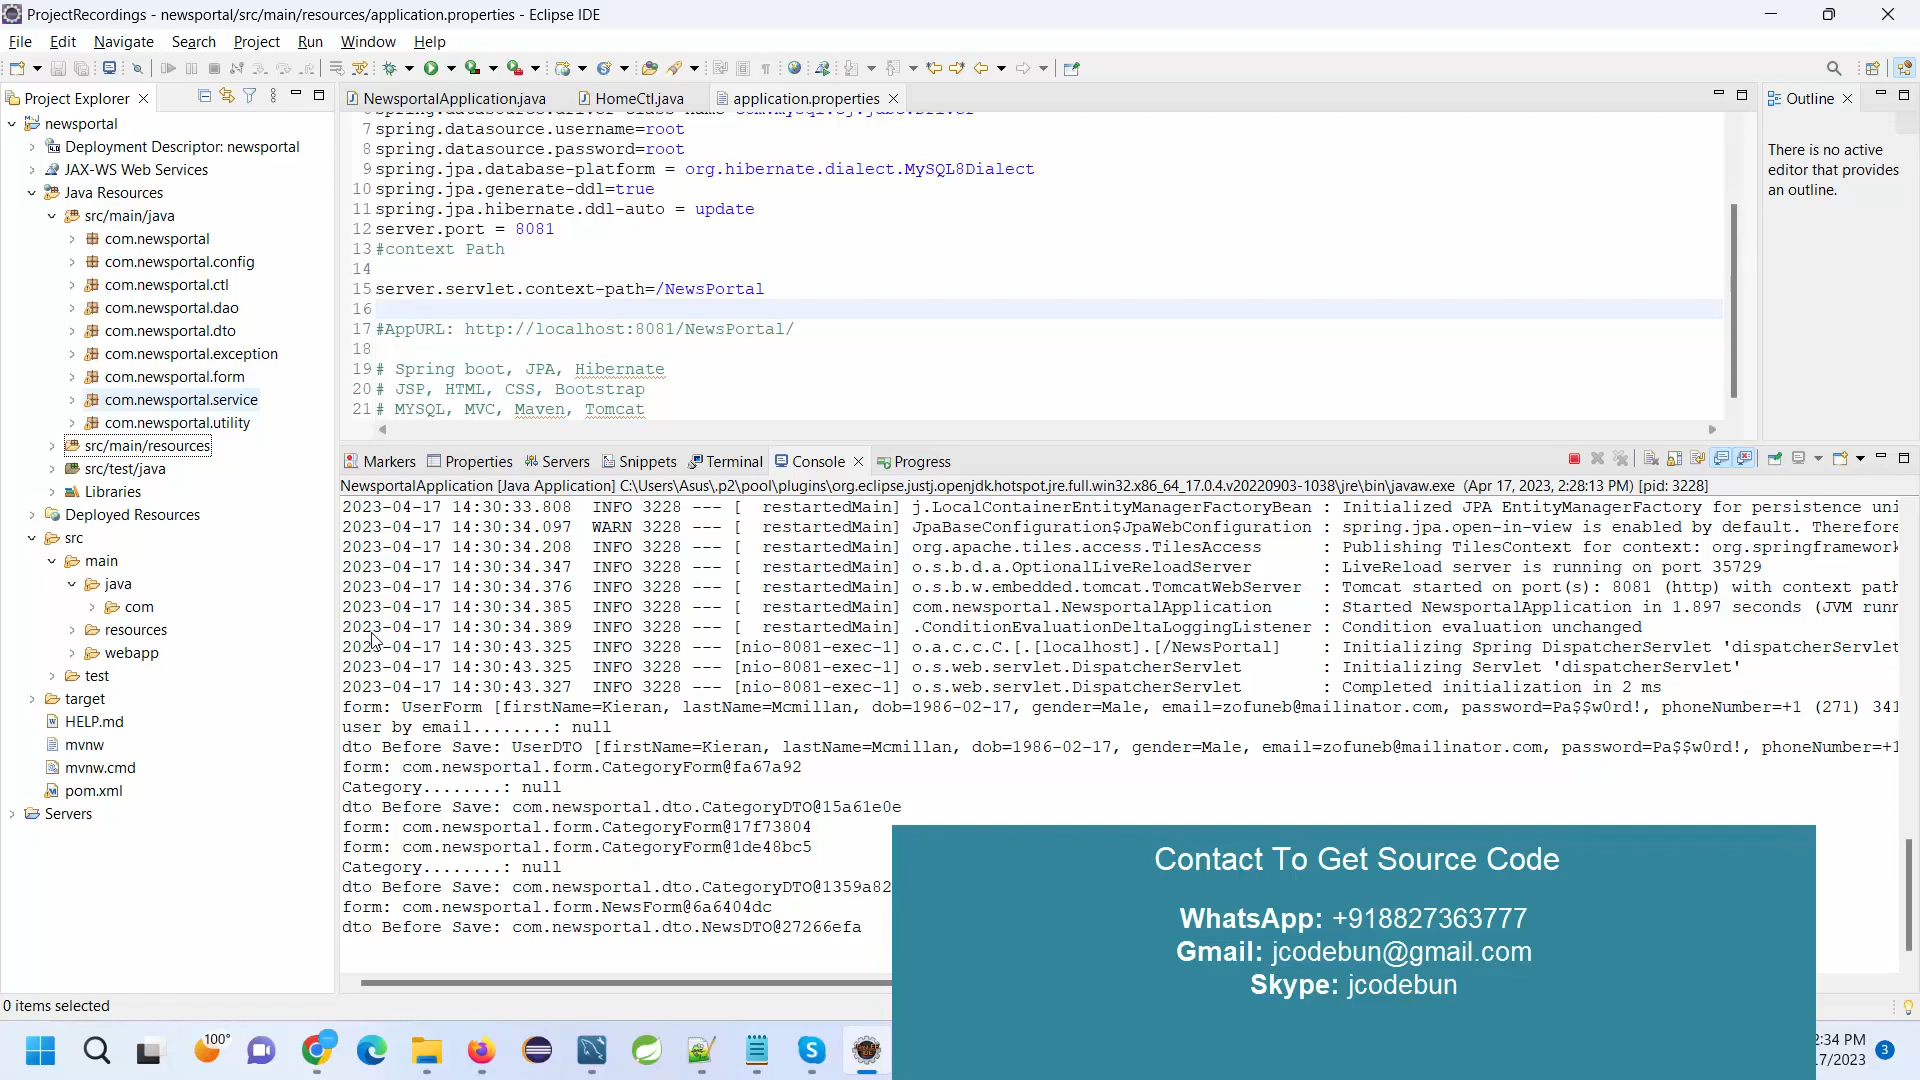 ProjectRecordings - newsportal/src/main/resources/application.properties - Eclipse IDE
File Edit Navigate Search Project Run Window Help
Project Explorer
NewsportalApplication.java HomeCtl.java application.properties
Outline
There is no active
editor that provides
an outline.
newsportal
Deployment Descriptor: newsportal
JAX-WS Web Services
Java Resources
src/main/java
com.newsportal
com.newsportal.config
com.newsportal.ctl
com.newsportal.dao
com.newsportal.dto
com.newsportal.exception
com.newsportal.form
com.newsportal.service
com.newsportal.utility
src/main/resources
src/test/java
Libraries
Deployed Resources
src
main
java
com
resources
webapp
test
target
HELP.md
mvnw
mvnw.cmd
pom.xml
Servers
7 spring.datasource.username=root
8 spring.datasource.password=root
9 spring.jpa.database-platform = org.hibernate.dialect.MySQL8Dialect
10 spring.jpa.generate-ddl=true
11 spring.jpa.hibernate.ddl-auto = update
12 server.port = 8081
13 #context Path
14
15 server.servlet.context-path=/NewsPortal
16
17 #AppURL: http://localhost:8081/NewsPortal/
18
19 # Spring boot, JPA, Hibernate
20 # JSP, HTML, CSS, Bootstrap
21 # MYSQL, MVC, Maven, Tomcat
Markers Properties Servers Snippets Terminal Console Progress
NewsportalApplication [Java Application] C:\Users\Asus\.p2\pool\plugins\org.eclipse.justj.openjdk.hotspot.jre.full.win32.x86_64_17.0.4.v20220903-1038\jre\bin\javaw.exe (Apr 17, 2023, 2:28:13 PM) [pid: 3228]
2023-04-17 14:30:33.808 INFO 3228 --- [ restartedMain] j.LocalContainerEntityManagerFactoryBean : Initialized JPA EntityManagerFactory for persistence uni
2023-04-17 14:30:34.097 WARN 3228 --- [ restartedMain] JpaBaseConfiguration$JpaWebConfiguration : spring.jpa.open-in-view is enabled by default. Therefore
2023-04-17 14:30:34.208 INFO 3228 --- [ restartedMain] org.apache.tiles.access.TilesAccess : Publishing TilesContext for context: org.springframework
2023-04-17 14:30:34.347 INFO 3228 --- [ restartedMain] o.s.b.d.a.OptionalLiveReloadServer : LiveReload server is running on port 35729
2023-04-17 14:30:34.376 INFO 3228 --- [ restartedMain] o.s.b.w.embedded.tomcat.TomcatWebServer : Tomcat started on port(s): 8081 (http) with context path
2023-04-17 14:30:34.385 INFO 3228 --- [ restartedMain] com.newsportal.NewsportalApplication : Started NewsportalApplication in 1.897 seconds (JVM runn
2023-04-17 14:30:34.389 INFO 3228 --- [ restartedMain] .ConditionEvaluationDeltaLoggingListener : Condition evaluation unchanged
2023-04-17 14:30:43.325 INFO 3228 --- [nio-8081-exec-1] o.a.c.c.C.[.[localhost].[/NewsPortal] : Initializing Spring DispatcherServlet 'dispatcherServlet
2023-04-17 14:30:43.325 INFO 3228 --- [nio-8081-exec-1] o.s.web.servlet.DispatcherServlet : Initializing Servlet 'dispatcherServlet'
2023-04-17 14:30:43.327 INFO 3228 --- [nio-8081-exec-1] o.s.web.servlet.DispatcherServlet : Completed initialization in 2 ms
form: UserForm [firstName=Kieran, lastName=Mcmillan, dob=1986-02-17, gender=Male, email=zofuneb@mailinator.com, password=Pa$$w0rd!, phoneNumber=+1 (271) 341
user by email........: null
dto Before Save: UserDTO [firstName=Kieran, lastName=Mcmillan, dob=1986-02-17, gender=Male, email=zofuneb@mailinator.com, password=Pa$$w0rd!, phoneNumber=+1
form: com.newsportal.form.CategoryForm@fa67a92
Category........: null
dto Before Save: com.newsportal.dto.CategoryDTO@15a61e0e
form: com.newsportal.form.CategoryForm@17f73804
form: com.newsportal.form.CategoryForm@1de48bc5
Category........: null
dto Before Save: com.newsportal.dto.CategoryDTO@1359a82
form: com.newsportal.form.NewsForm@6a6404dc
dto Before Save: com.newsportal.dto.NewsDTO@27266efa
Contact To Get Source Code
WhatsApp: +918827363777
Gmail: jcodebun@gmail.com
Skype: jcodebun
0 items selected
100°
2:34 PM
7/2023
3